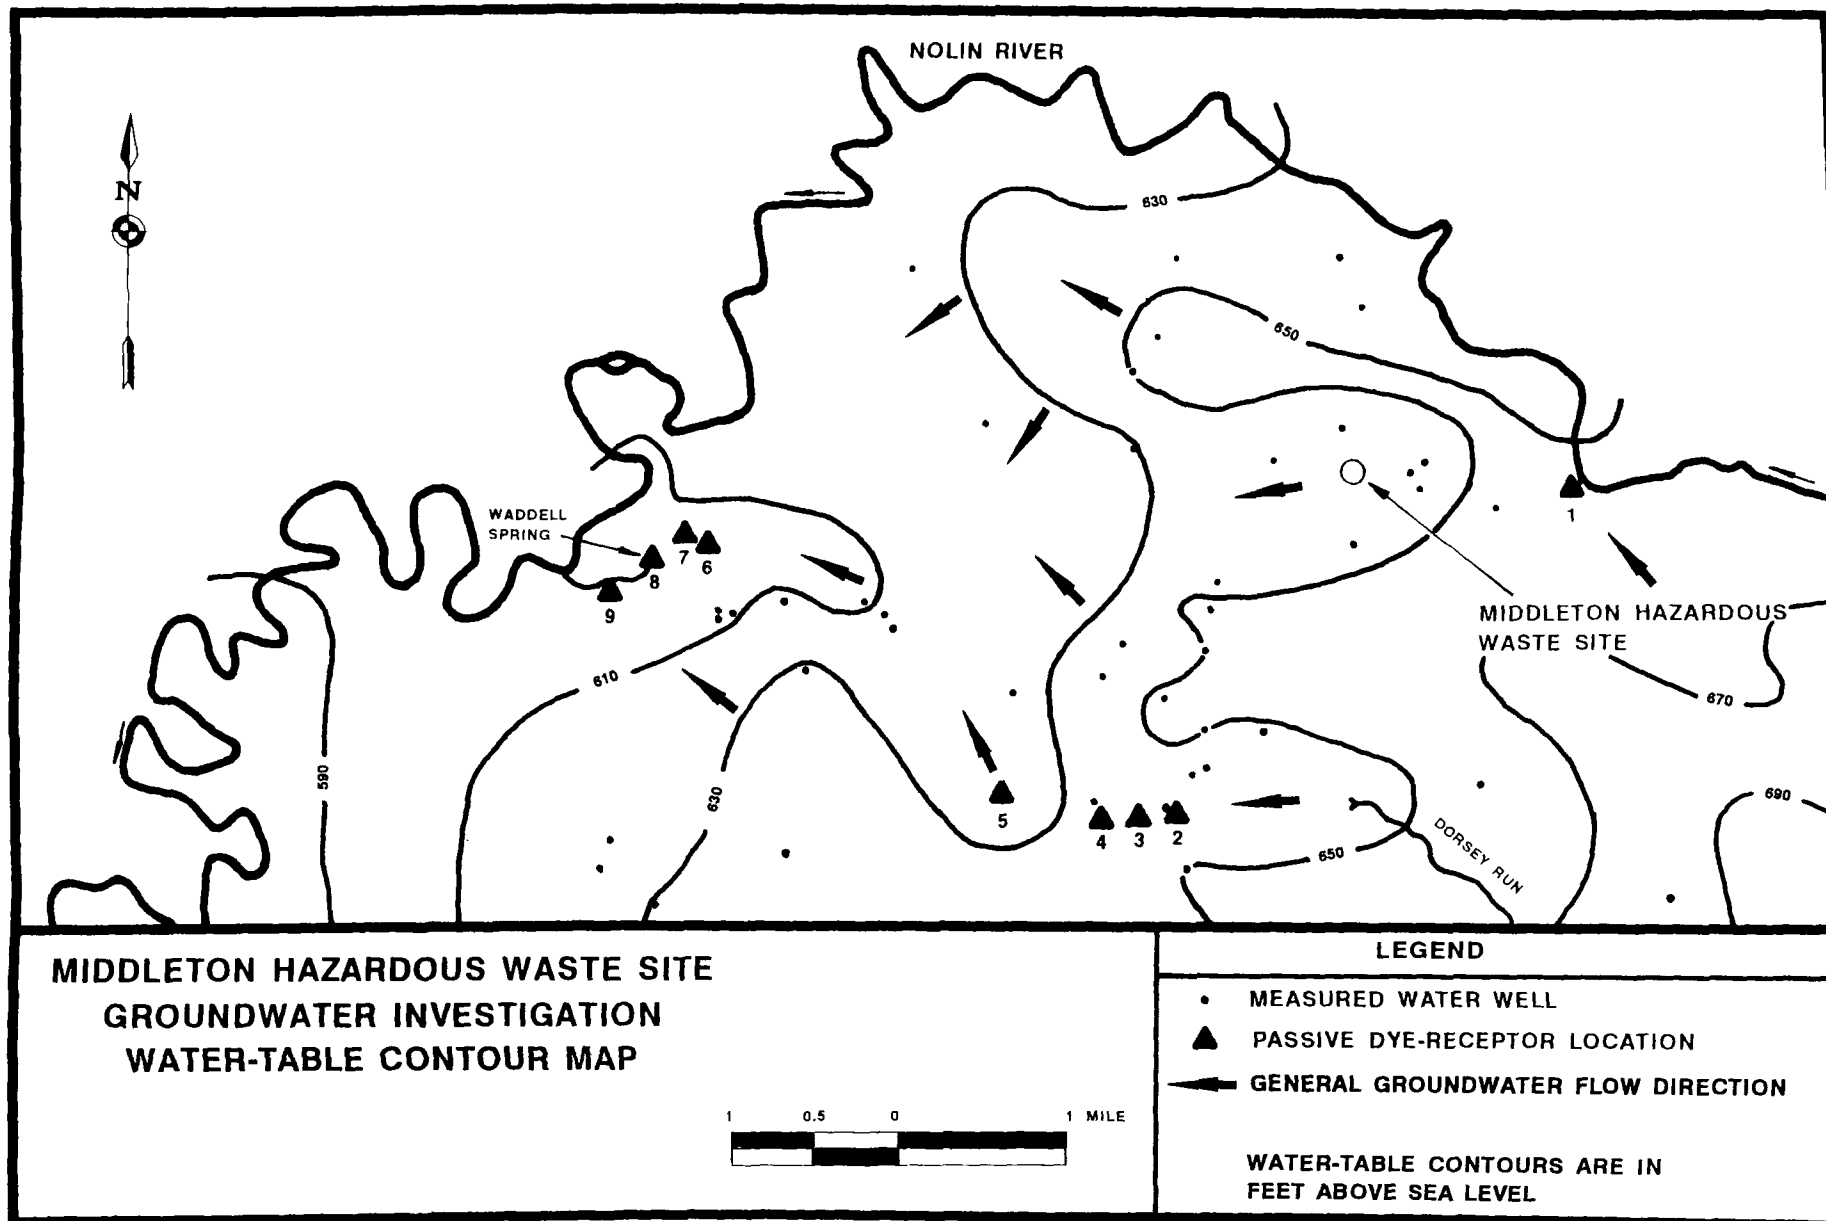 NOLIN RIVER
N
630
650
WADDELL
SPRING
7
6
8
9
1
MIDDLETON HAZARDOUS
WASTE SITE
610
670
590
630
5
4
3
2
690
650
DORSEY RUN
MIDDLETON HAZARDOUS WASTE SITE
GROUNDWATER INVESTIGATION
WATER-TABLE CONTOUR MAP
1 0.5 0 1 MILE
LEGEND
MEASURED WATER WELL
PASSIVE DYE-RECEPTOR LOCATION
GENERAL GROUNDWATER FLOW DIRECTION
WATER-TABLE CONTOURS ARE IN
FEET ABOVE SEA LEVEL